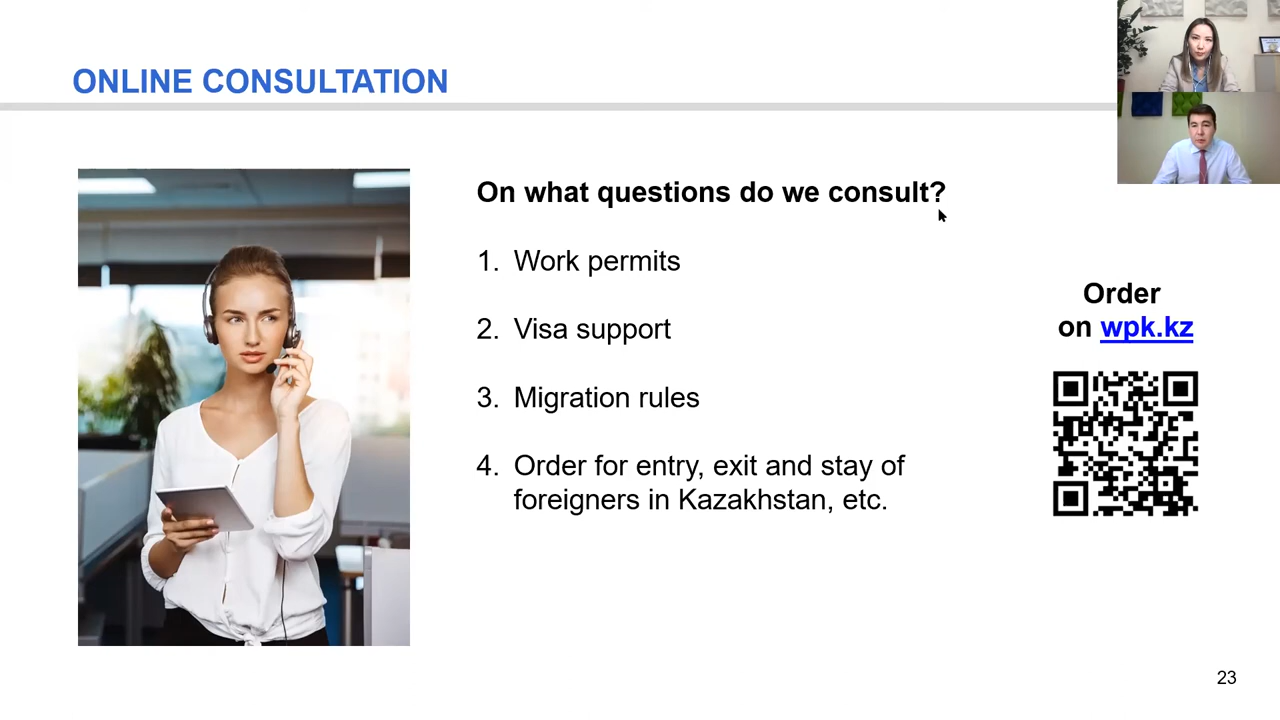 ONLINE CONSULTATION
On what questions do we consult?
1. Work permits
2. Visa support
3. Migration rules
4. Order for entry, exit and stay of
foreigners in Kazakhstan, etc.
Order
on wpk.kz
23